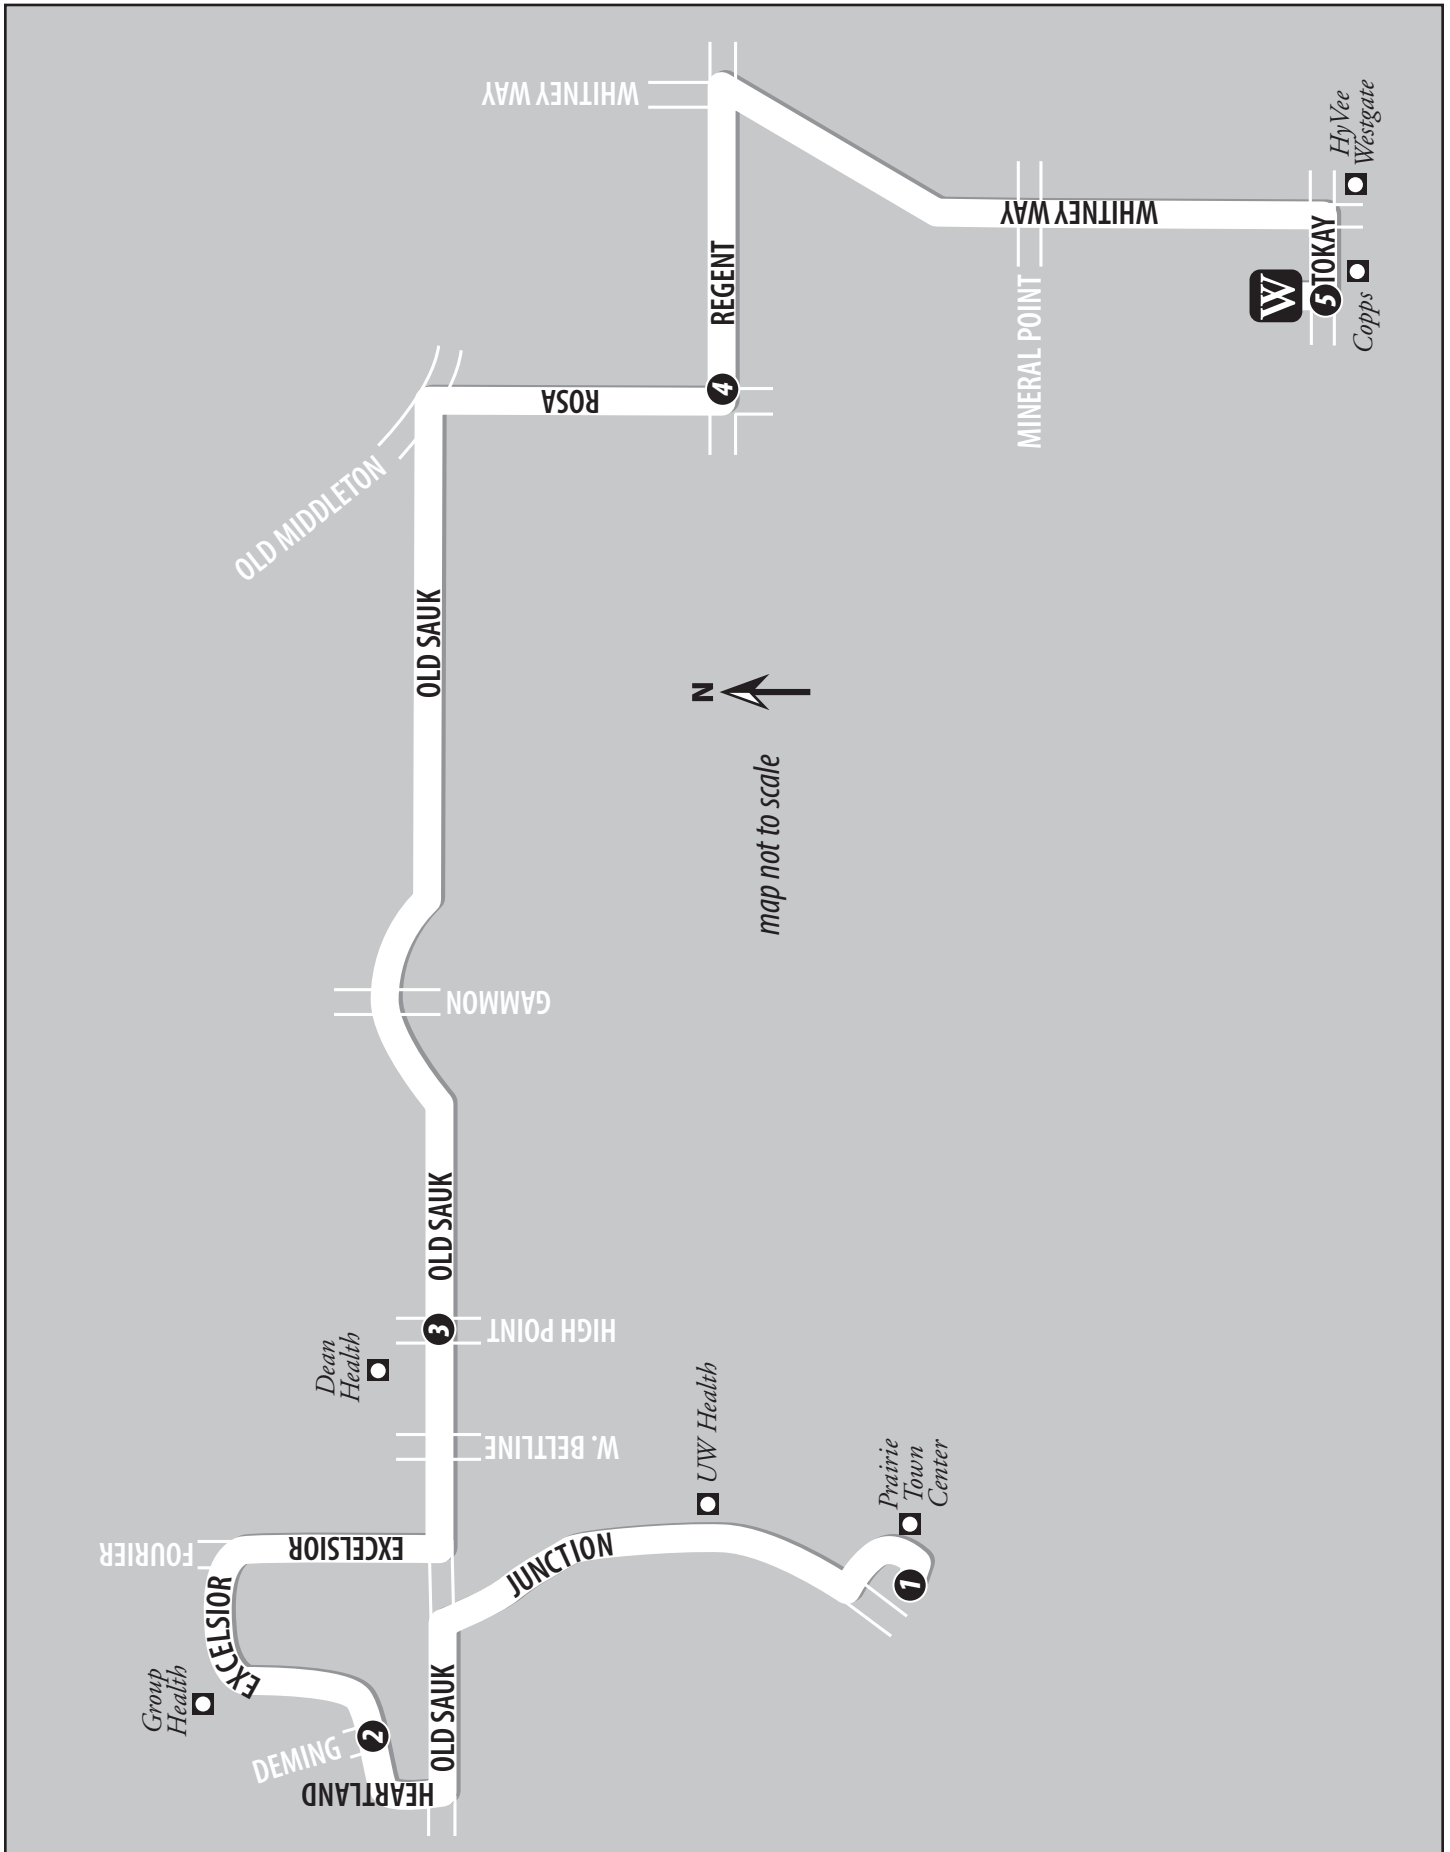 WHITNEY WAY
HyVee
Westgate
WHITNEY WAY
TOKAY
REGENT
W
5
Copps
MINERAL POINT
4
ROSA
OLD MIDDLETON
OLD SAUK
N
map not to scale
GAMMON
OLD SAUK
3
HIGH POINT
Dean
Health
W. BELTLINE
UW Health
Prairie
Town
Center
FOURIER
EXCELSIOR
JUNCTION
1
EXCELSIOR
Group
Health
DEMING
2
OLD SAUK
HEARTLAND